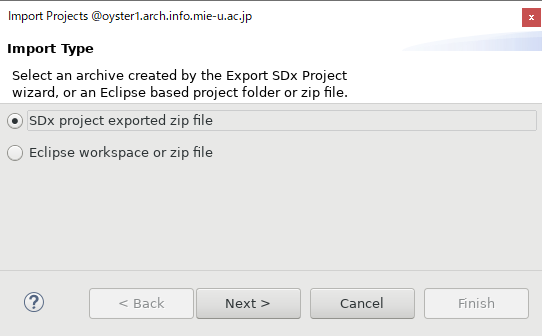 Import Projects @oyster1.arch.info.mie-u.ac.jp
x
Import Type
Select an archive created by the Export SDx Project
wizard, or an Eclipse based project folder or zip file.
SDx project exported zip file
Eclipse workspace or zip file
?
< Back
Next >
Cancel
Finish